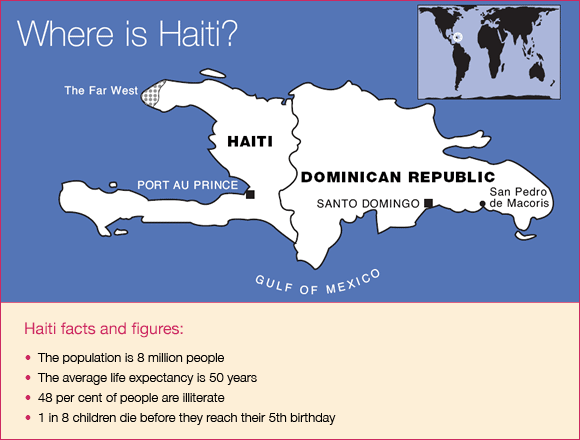 Where is Haiti?
The Far West
HAITI
DOMINICAN REPUBLIC
PORT AU PRINCE
SANTO DOMINGO
San Pedro
de Macoris
GULF OF MEXICO
Haiti facts and figures:
• The population is 8 million people
• The average life expectancy is 50 years
• 48 per cent of people are illiterate
• 1 in 8 children die before they reach their 5th birthday